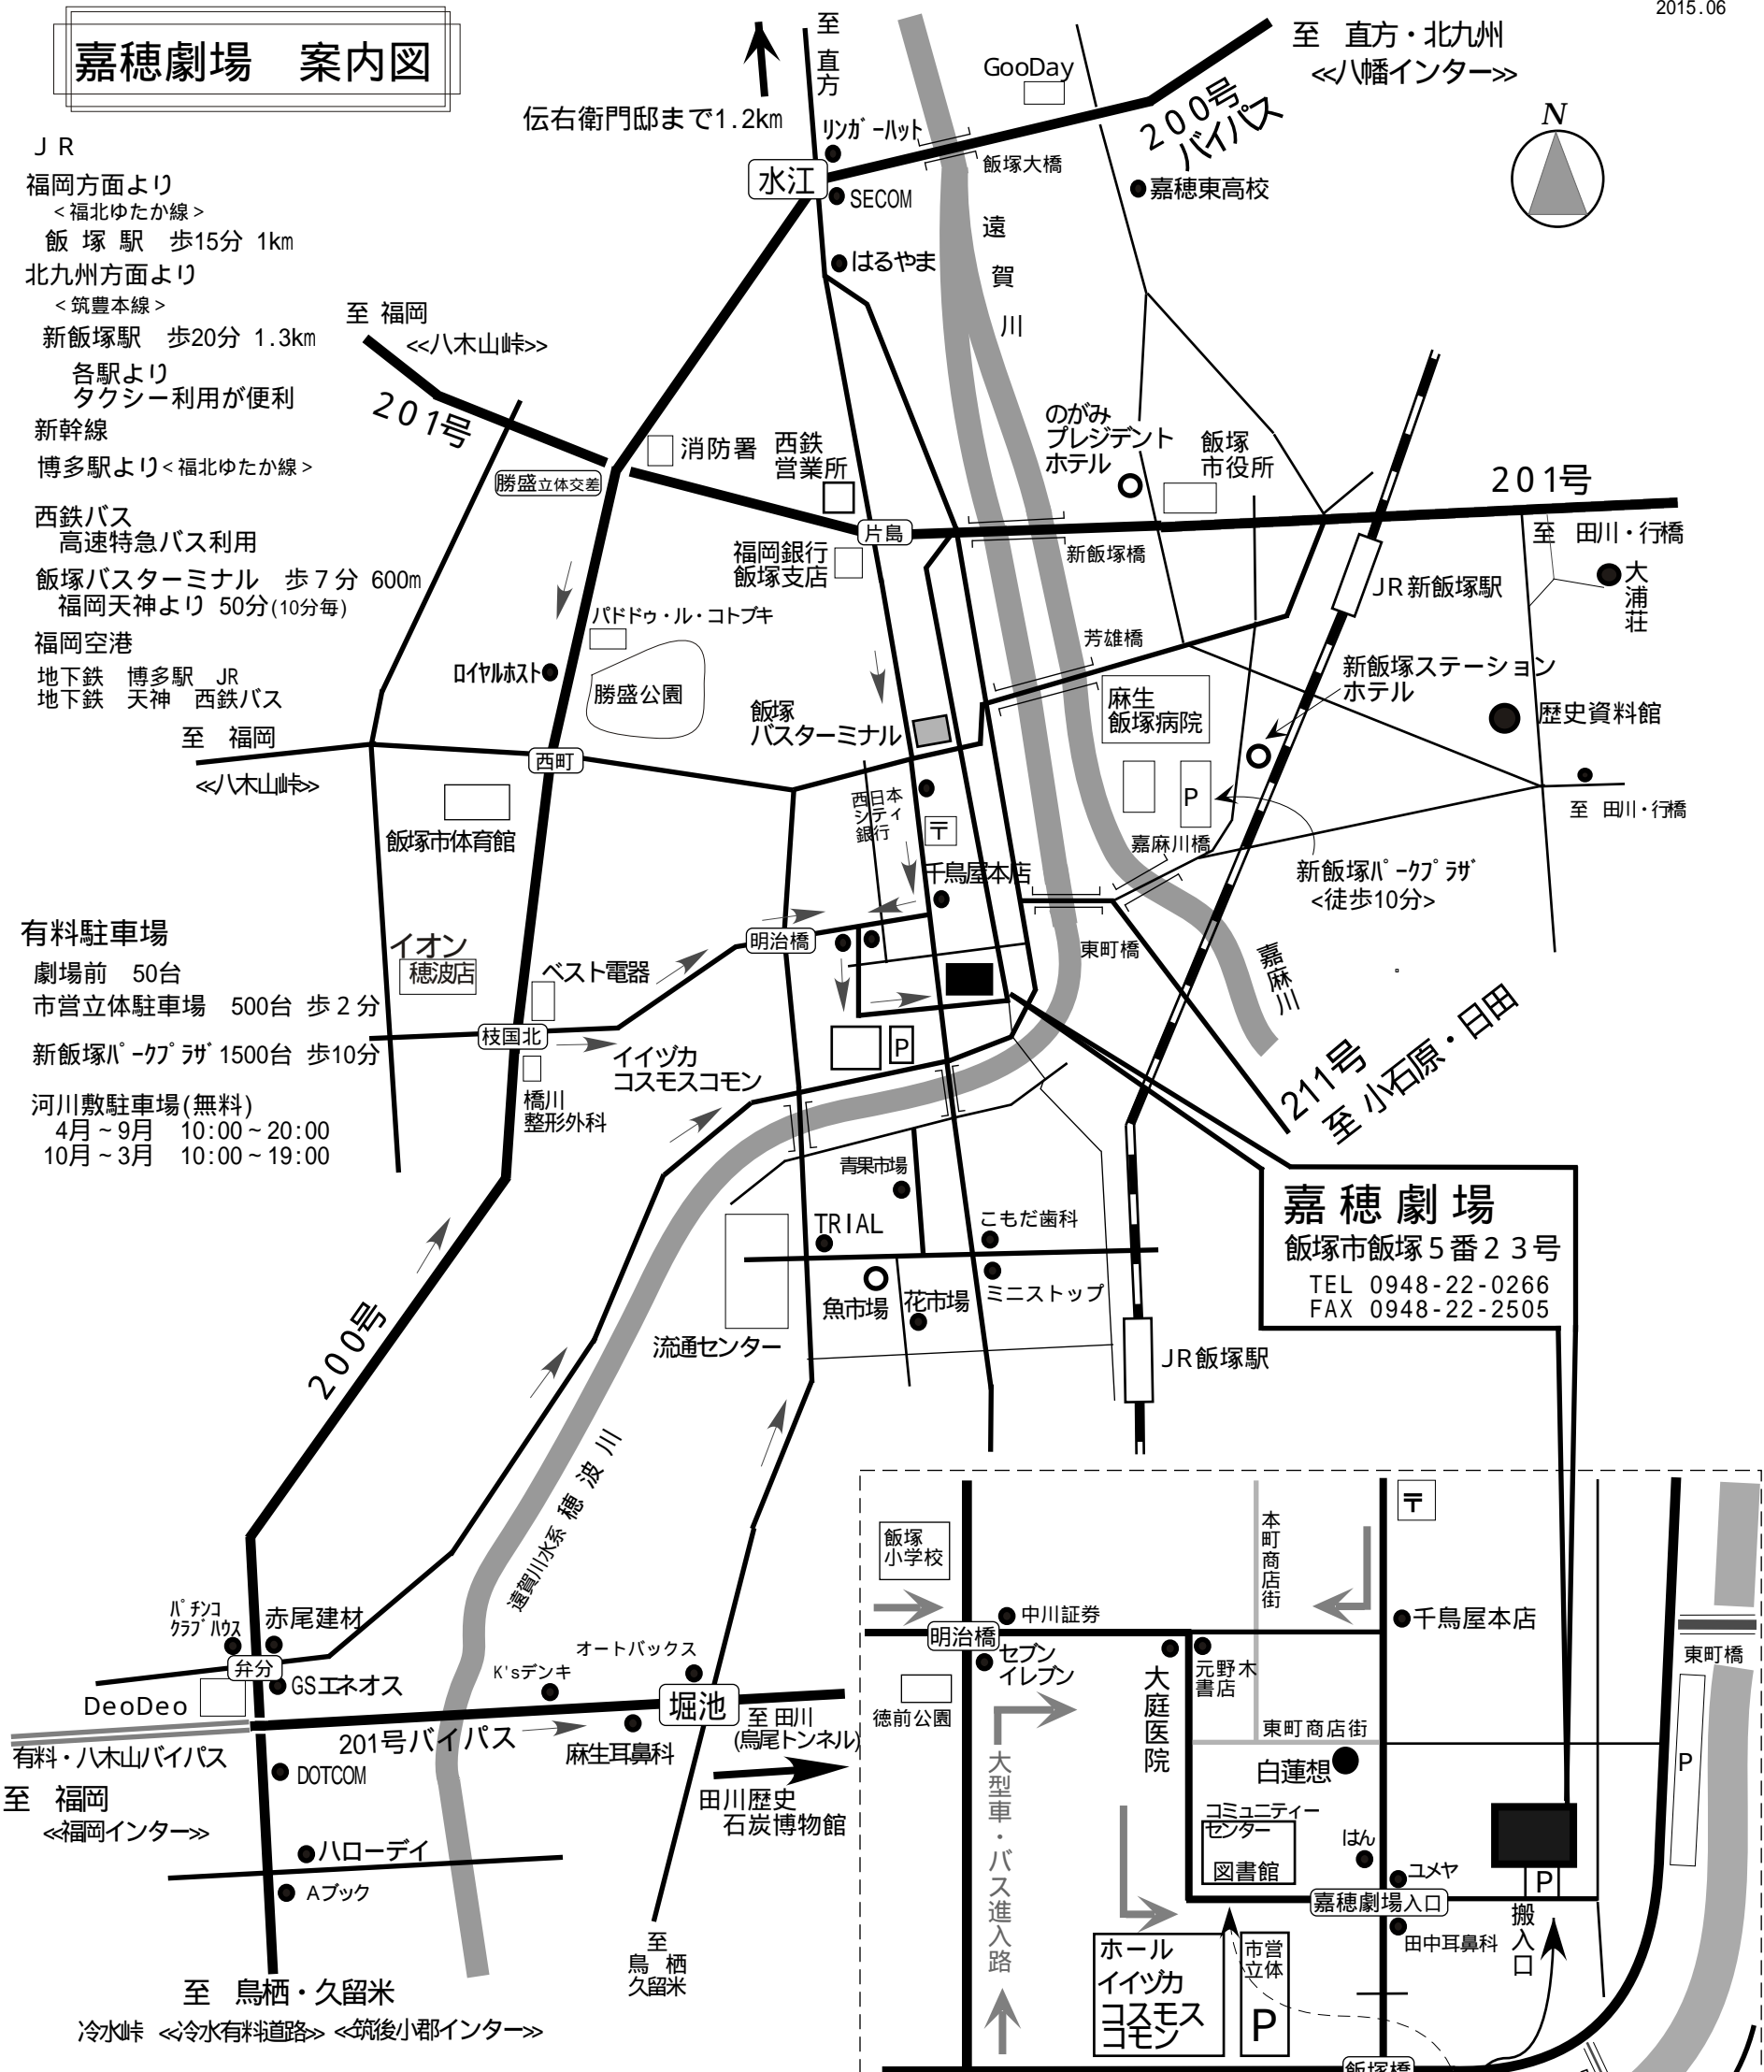 2015.06
嘉穂劇場　案内図
ＪＲ
福岡方面より
＜福北ゆたか線＞
飯 塚 駅　歩15分 1km
北九州方面より
＜筑豊本線＞
新飯塚駅　歩20分 1.3km
各駅より
タクシー利用が便利
新幹線
博多駅より＜福北ゆたか線＞
西鉄バス
高速特急バス利用
飯塚バスターミナル　歩７分 600m
福岡天神より 50分(10分毎)
福岡空港
地下鉄　博多駅　JR
地下鉄　天神　西鉄バス
有料駐車場
劇場前　50台
市営立体駐車場　500台 歩２分
新飯塚ﾊﾟｰｸﾌﾟﾗｻﾞ 1500台 歩10分
河川敷駐車場(無料)
4月～9月　10:00～20:00
10月～3月　10:00～19:00
至 直方
伝右衛門邸まで1.2km
ﾘﾝｶﾞｰﾊｯﾄ
水江
SECOM
はるやま
GooDay
飯塚大橋
200号
バイパス
至　直方・北九州
≪八幡インター≫
N
嘉穂東高校
遠賀川
至 福岡
≪八木山峠≫
201号
勝盛立体交差
消防署
西鉄
営業所
片島
福岡銀行
飯塚支店
のがみ
プレジデント
ホテル
飯塚
市役所
201号
至　田川・行橋
新飯塚橋
JR新飯塚駅
大浦荘
パドドゥ・ル・コトブキ
ﾛｲﾔﾙﾎｽﾄ
勝盛公園
芳雄橋
新飯塚ステーション
ホテル
麻生
飯塚病院
歴史資料館
飯塚
バスターミナル
至　福岡
≪八木山峠≫
西町
飯塚市体育館
西日本
シティ
銀行
〒
P
嘉麻川橋
至　田川・行橋
千鳥屋本店
新飯塚ﾊﾟｰｸﾌﾟﾗｻﾞ
<徒歩10分>
明治橋
東町橋
嘉麻川
イオン
穂波店
ベスト電器
枝国北
イイヅカ
コスモスコモン
P
橋川
整形外科
211号
至 小石原・日田
青果市場
TRIAL
こもだ歯科
ミニストップ
魚市場
花市場
流通センター
JR飯塚駅
嘉穂劇場
飯塚市飯塚５番２３号
TEL 0948-22-0266
FAX 0948-22-2505
200号
遠賀川水系 穂波川
ﾊﾟﾁﾝｺ
ｸﾗﾌﾞﾊｳｽ
赤尾建材
弁分
GSエネオス
DeoDeo
オートバックス
K'sデンキ
堀池
201号バイパス
麻生耳鼻科
至 田川
(烏尾トンネル)
有料・八木山バイパス
至　福岡
≪福岡インター≫
DOTCOM
田川歴史
石炭博物館
ハローデイ
Aブック
至
鳥　栖
久留米
至　鳥栖・久留米
冷水峠 ≪冷水有料道路≫ ≪筑後小郡インター≫
飯塚
小学校
本町商店街
〒
中川証券
明治橋
セブン
イレブン
千鳥屋本店
東町橋
元野木
書店
大庭医院
徳前公園
東町商店街
大型車・バス進入路
白蓮想
P
コミュニティー
センター
図書館
はん
ユメヤ
嘉穂劇場入口
P
搬入口
田中耳鼻科
ホール
イイヅカ
コスモス
コモン
市営
立体
P
飯塚橋